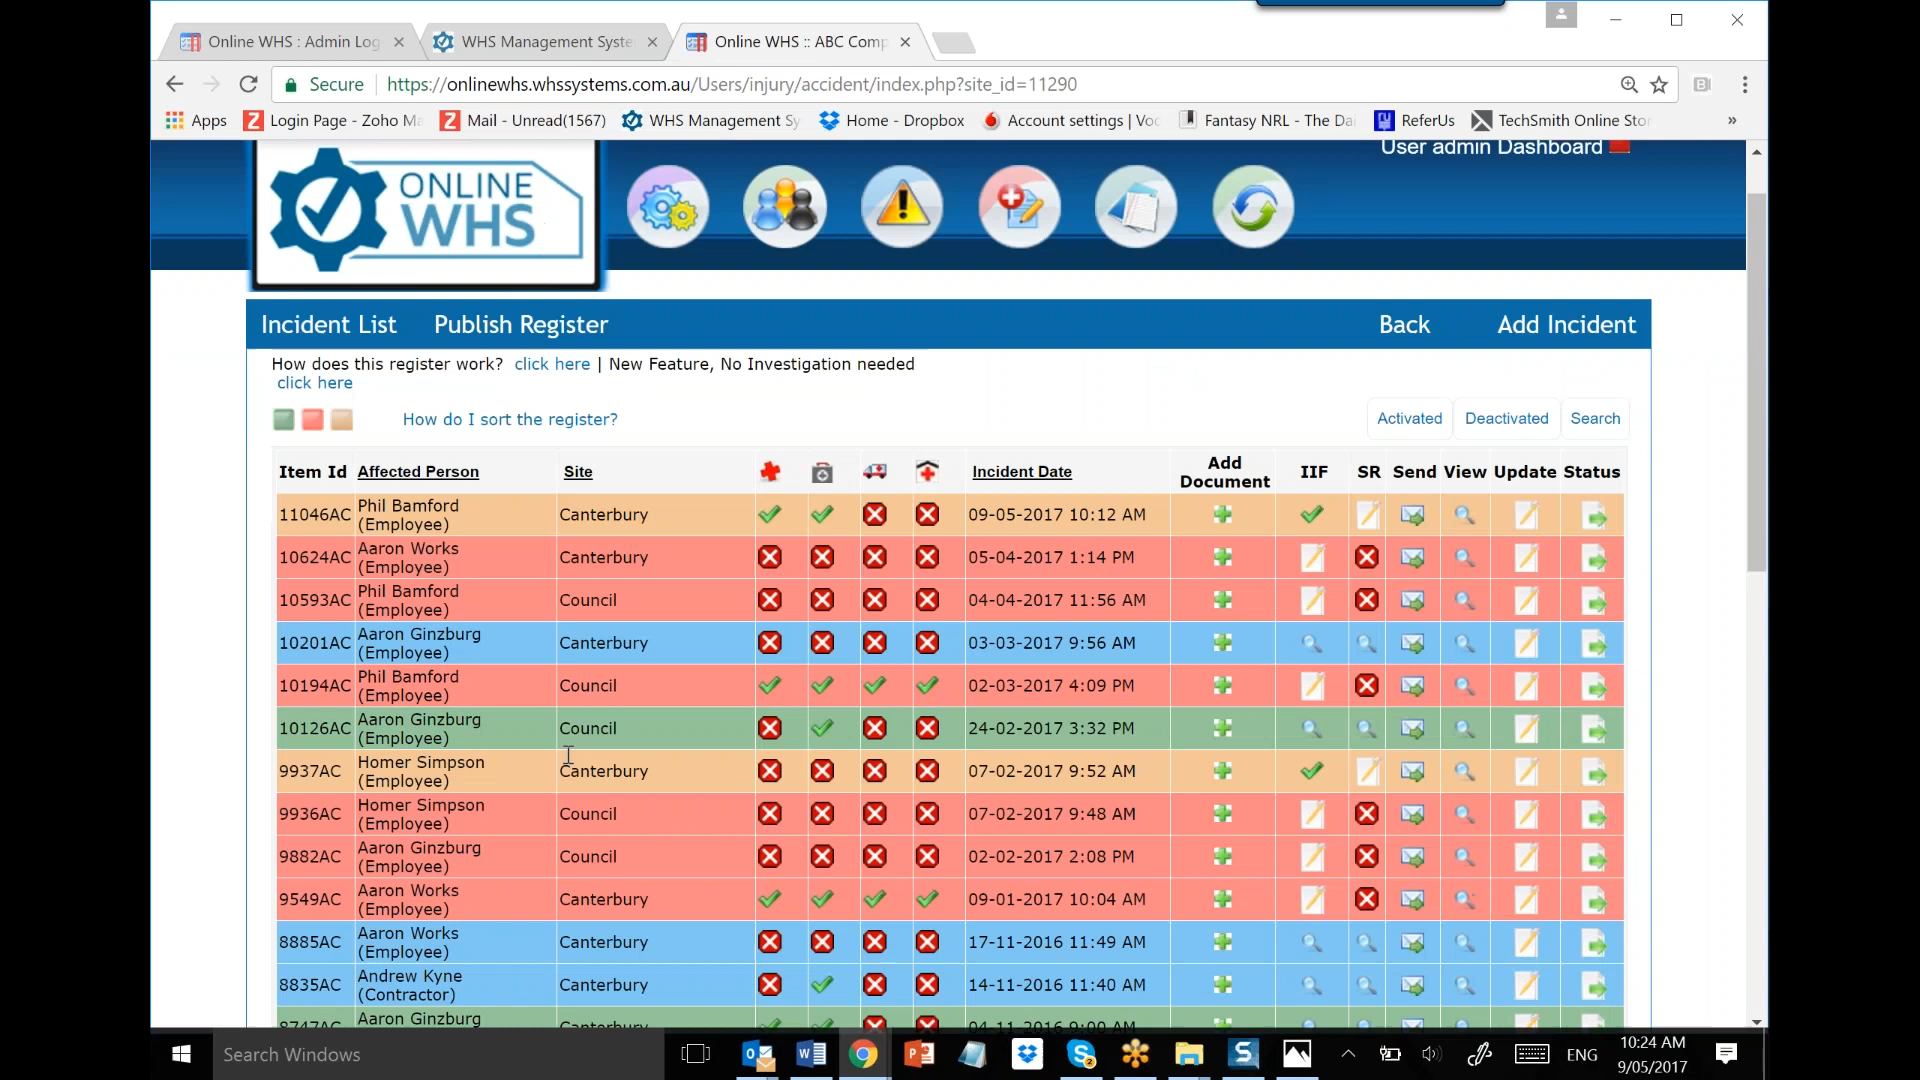 Online WHS : Admin Log
WHS Management Syste
Online WHS :: ABC Comp
Secure
https://onlinewhs.whssystems.com.au/Users/injury/accident/index.php?site_id=11290
Apps
Login Page - Zoho Ma
Mail - Unread(1567)
WHS Management Sy
Home - Dropbox
Account settings | Voc
Fantasy NRL - The Da
ReferUs
TechSmith Online Stor
»
User admin Dashboard
ONLINE
WHS
Incident List
Publish Register
Back
Add Incident
How does this register work? click here | New Feature, No Investigation needed
click here
How do I sort the register?
Activated
Deactivated
Search
Item Id Affected Person Site Incident Date Add Document IIF SR Send View Update Status
11046AC Phil Bamford (Employee) Canterbury 09-05-2017 10:12 AM
10624AC Aaron Works (Employee) Canterbury 05-04-2017 1:14 PM
10593AC Phil Bamford (Employee) Council 04-04-2017 11:56 AM
10201AC Aaron Ginzburg (Employee) Canterbury 03-03-2017 9:56 AM
10194AC Phil Bamford (Employee) Council 02-03-2017 4:09 PM
10126AC Aaron Ginzburg (Employee) Council 24-02-2017 3:32 PM
9937AC Homer Simpson (Employee) Canterbury 07-02-2017 9:52 AM
9936AC Homer Simpson (Employee) Council 07-02-2017 9:48 AM
9882AC Aaron Ginzburg (Employee) Council 02-02-2017 2:08 PM
9549AC Aaron Works (Employee) Canterbury 09-01-2017 10:04 AM
8885AC Aaron Works (Employee) Canterbury 17-11-2016 11:49 AM
8835AC Andrew Kyne (Contractor) Canterbury 14-11-2016 11:40 AM
8747AC Aaron Ginzburg Canterbury 04-11-2016 9:00 AM
Search Windows
ENG
10:24 AM
9/05/2017